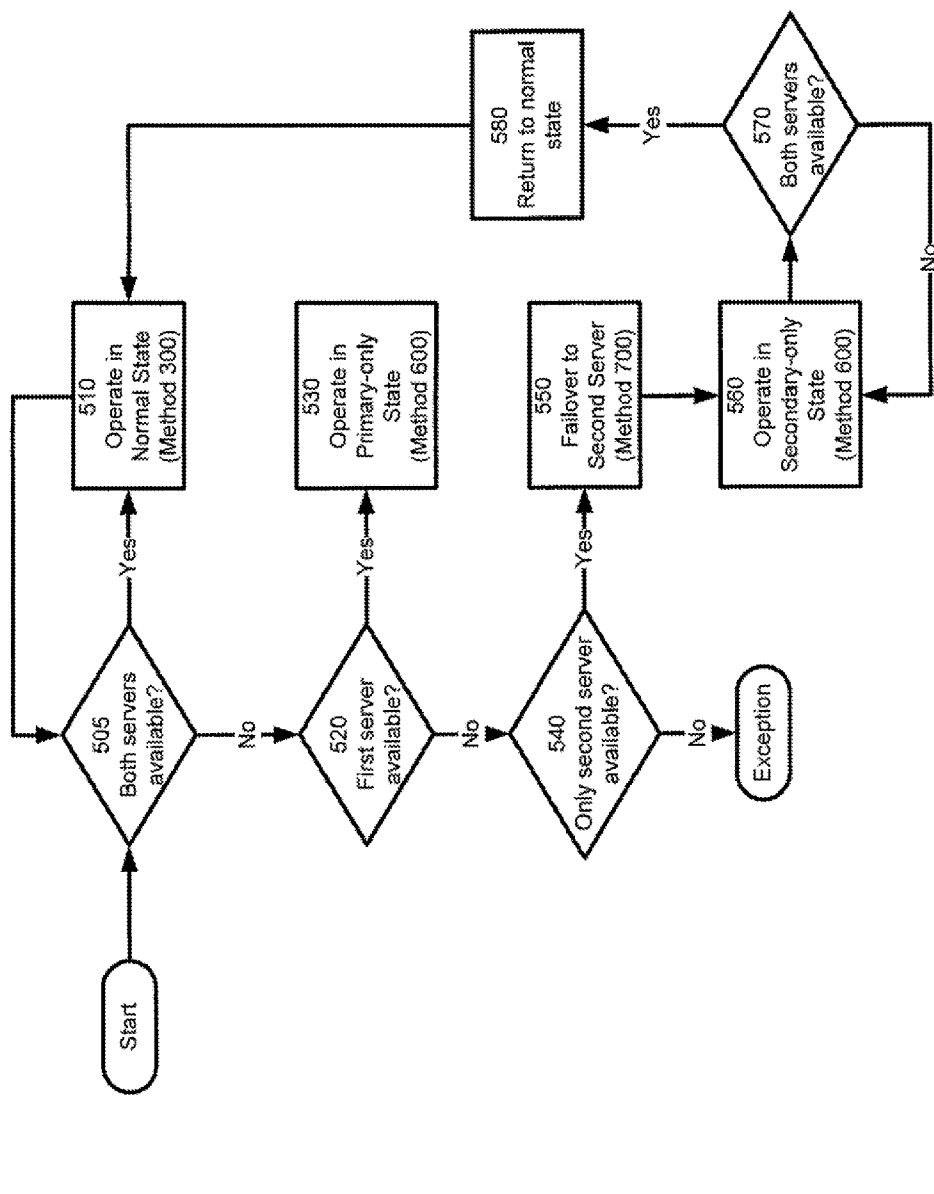 Start
505
Both servers
available?
Yes
510
Operate in
Normal State
(Method 300)
No
520
First server
available?
Yes
530
Operate in
Primary-only
State
(Method 600)
No
540
Only second server
available?
Yes
550
Failover to
Second Server
(Method 700)
No
Exception
560
Operate in
Secondary-only
State
(Method 600)
570
Both servers
available?
Yes
580
Return to normal
state
No